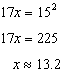 17x = 15²
17x = 225
x ≈ 13.2